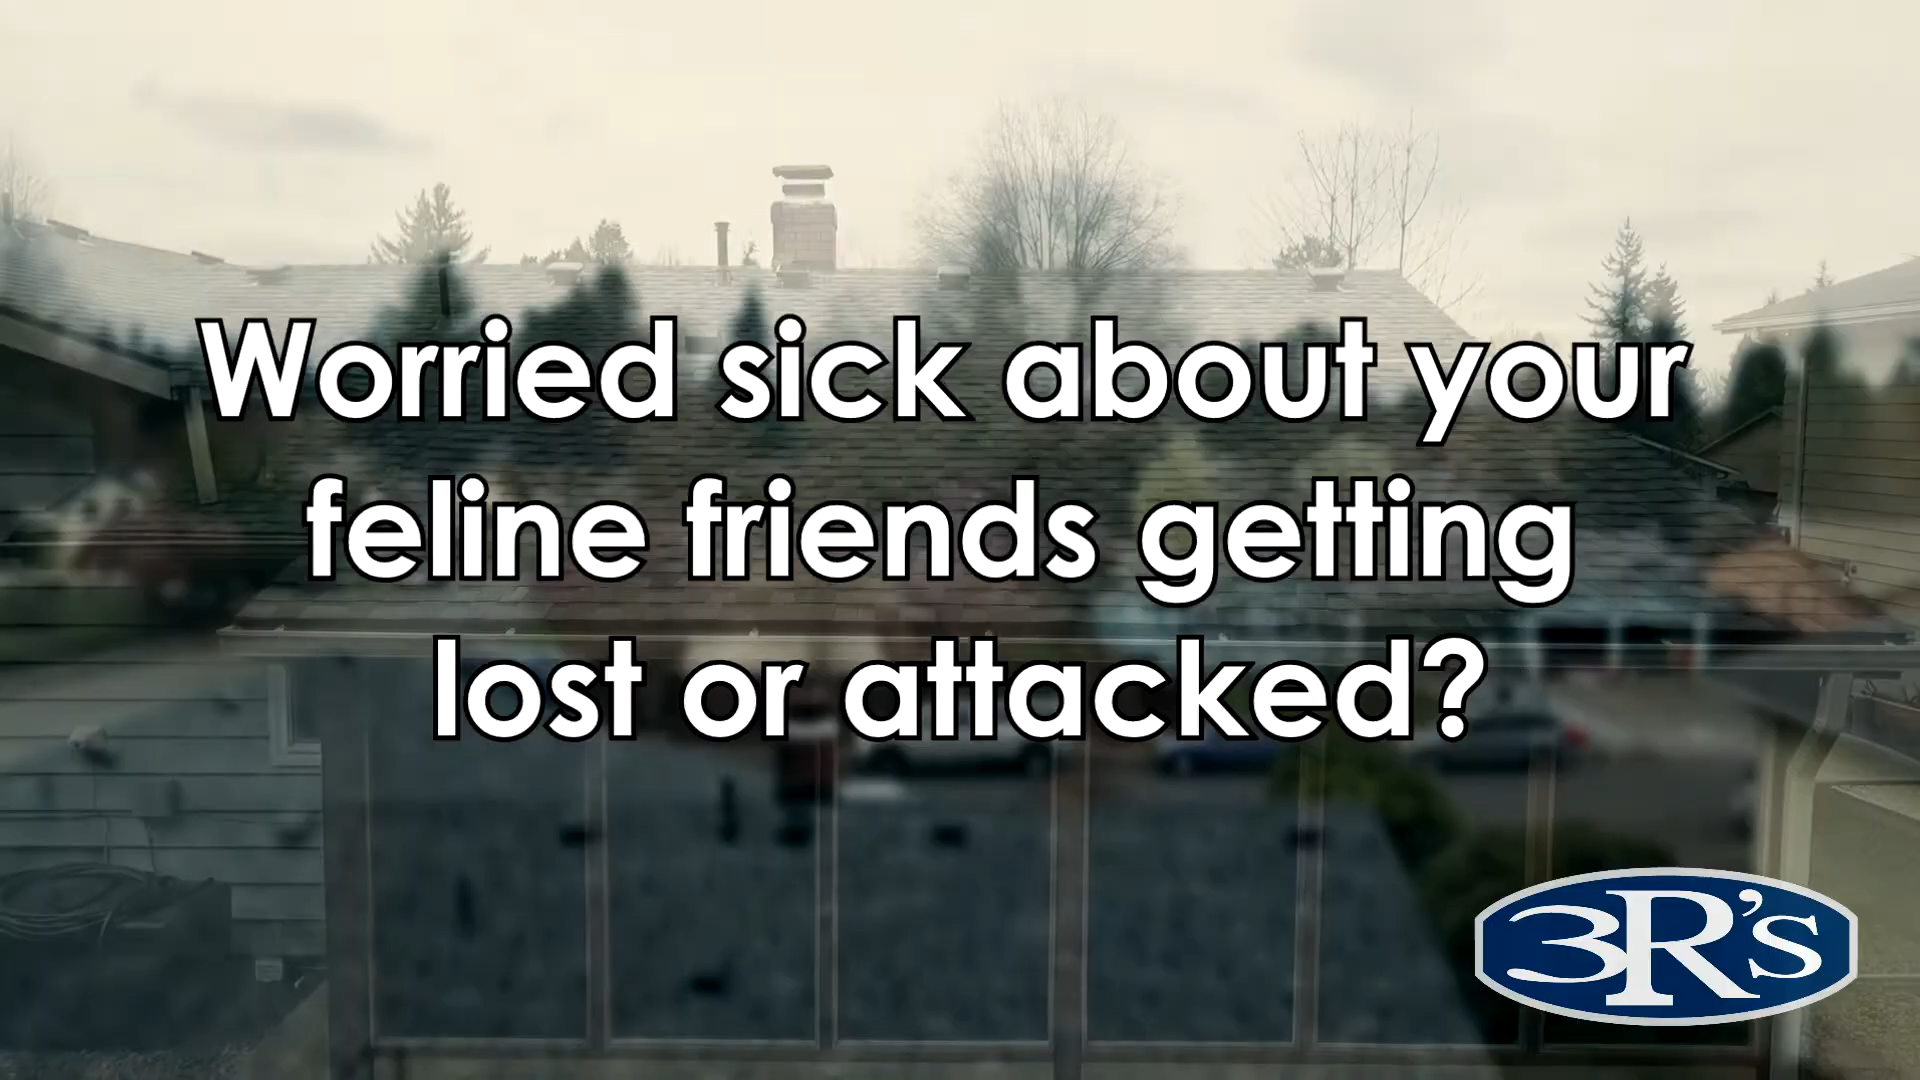 Worried sick about your
feline friends getting
lost or attacked?
3R's